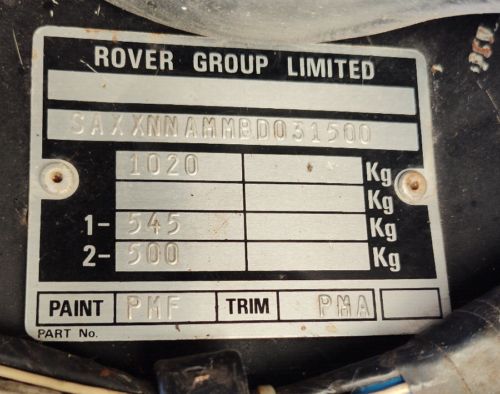 ROVER GROUP LIMITED
SAXXNNAMMBD031500
1020 Kg
Kg
1- 545 Kg
2- 500 Kg
PAINT PMF TRIM PMA
PART No.